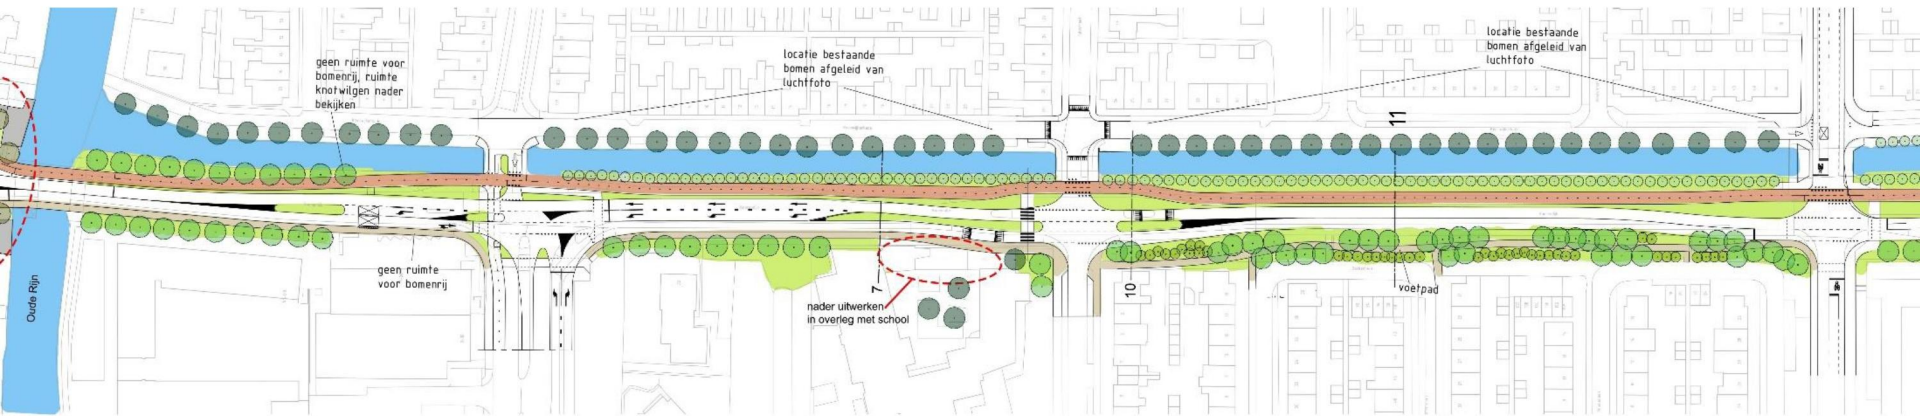 geen ruimte voor
bomenrij, ruimte
knotwilgen nader
bekijken
locatie bestaande
bomen afgeleid van
luchtfoto
locatie bestaande
bomen afgeleid van
luchtfoto
11
Oude Rijn
geen ruimte
voor bomenrij
7
nader uitwerken
in overleg met school
10
voetpad